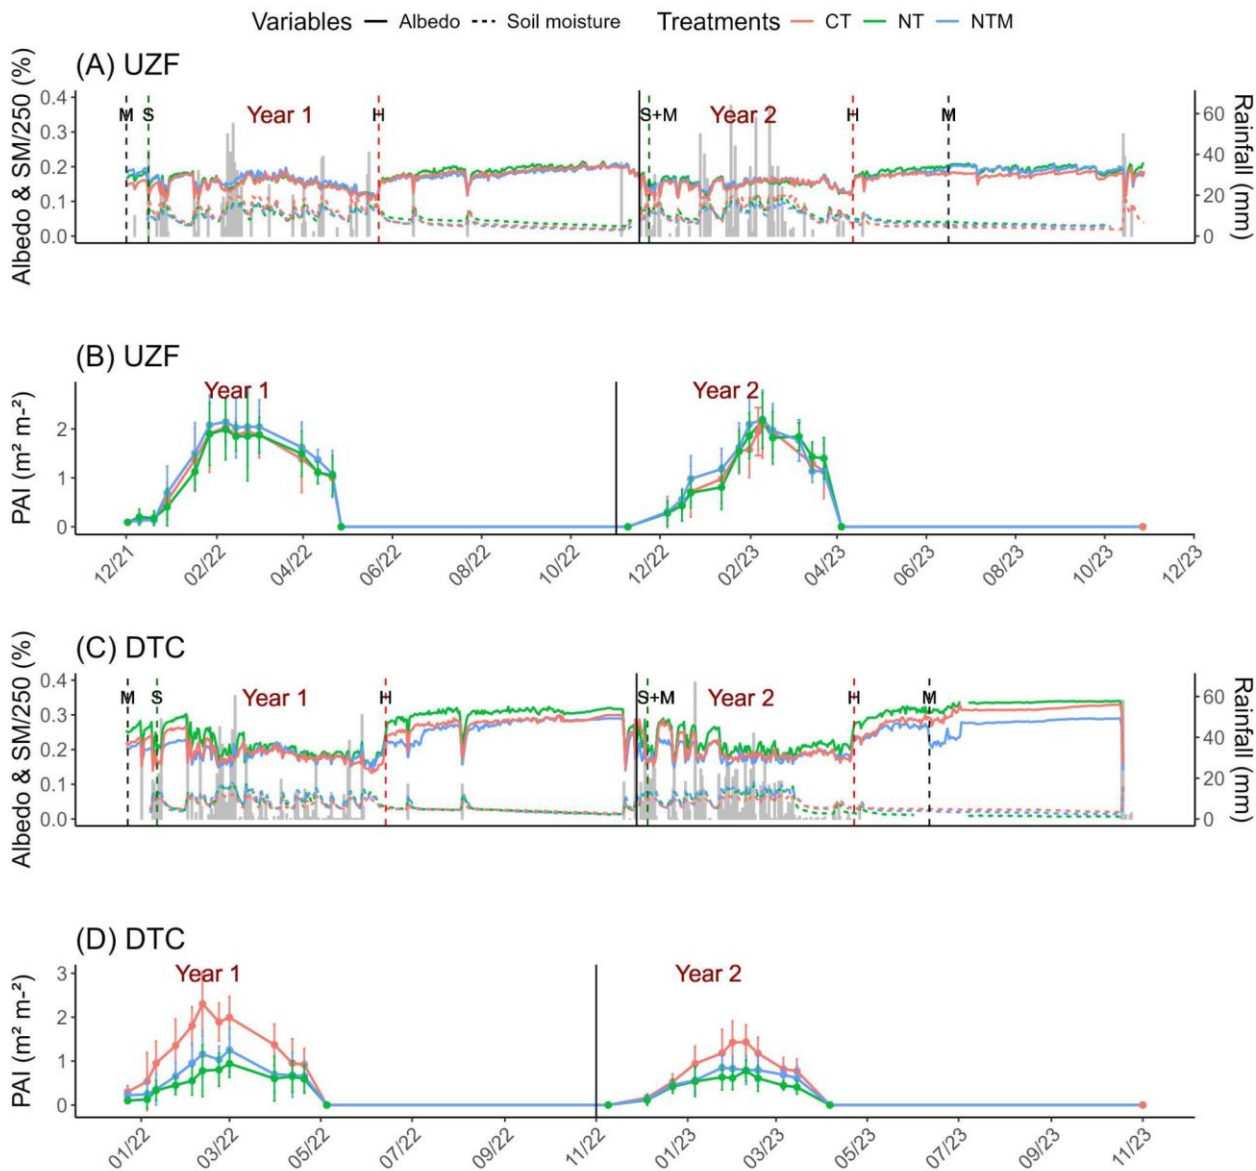 Variables Albedo Soil moisture Treatments CT NT NTM
(A) UZF
Albedo & SM/250 (%)
0.4
0.3
0.2
0.1
0.0
M S Year 1 H S+M Year 2 H M
60
40
20
0
Rainfall (mm)
(B) UZF
PAI (m² m-²)
2
1
0
Year 1 Year 2
12/21 02/22 04/22 06/22 08/22 10/22 12/22 02/23 04/23 06/23 08/23 10/23 12/23
(C) DTC
Albedo & SM/250 (%)
0.4
0.3
0.2
0.1
0.0
M S Year 1 H S+M Year 2 H M
60
40
20
0
Rainfall (mm)
(D) DTC
PAI (m² m-²)
3
2
1
0
Year 1 Year 2
01/22 03/22 05/22 07/22 09/22 11/22 01/23 03/23 05/23 07/23 09/23 11/23